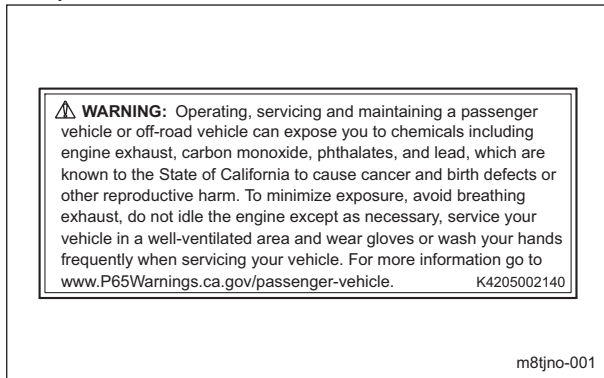 ⚠ WARNING: Operating, servicing and maintaining a passenger
vehicle or off-road vehicle can expose you to chemicals including
engine exhaust, carbon monoxide, phthalates, and lead, which are
known to the State of California to cause cancer and birth defects or
other reproductive harm. To minimize exposure, avoid breathing
exhaust, do not idle the engine except as necessary, service your
vehicle in a well-ventilated area and wear gloves or wash your hands
frequently when servicing your vehicle. For more information go to
www.P65Warnings.ca.gov/passenger-vehicle. K4205002140
m8tjno-001